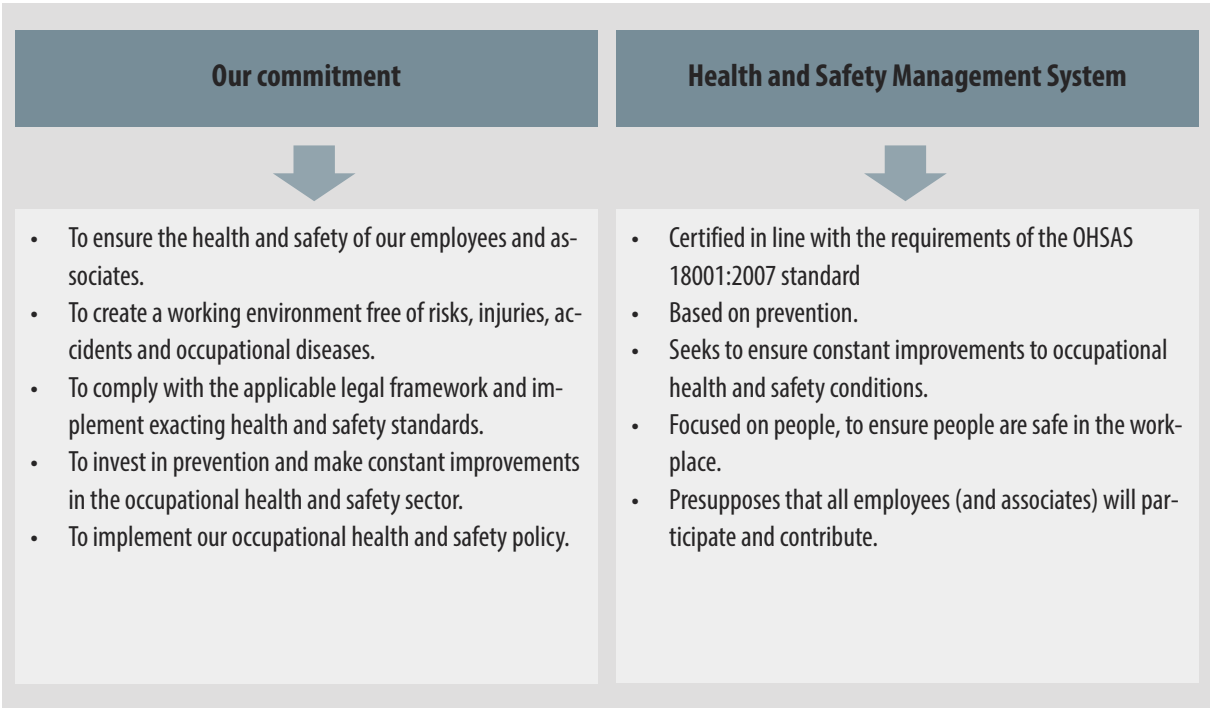 Our commitment
• To ensure the health and safety of our employees and as-
sociates.
• To create a working environment free of risks, injuries, ac-
cidents and occupational diseases.
• To comply with the applicable legal framework and im-
plement exacting health and safety standards.
• To invest in prevention and make constant improvements
in the occupational health and safety sector.
• To implement our occupational health and safety policy.
Health and Safety Management System
• Certified in line with the requirements of the OHSAS
18001:2007 standard
• Based on prevention.
• Seeks to ensure constant improvements to occupational
health and safety conditions.
• Focused on people, to ensure people are safe in the work-
place.
• Presupposes that all employees (and associates) will par-
ticipate and contribute.